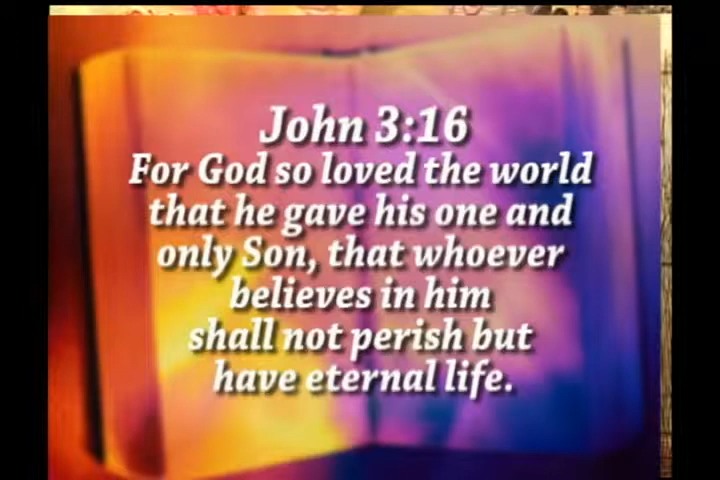 John 3:16
For God so loved the world
that he gave his one and
only Son, that whoever
believes in him
shall not perish but
have eternal life.